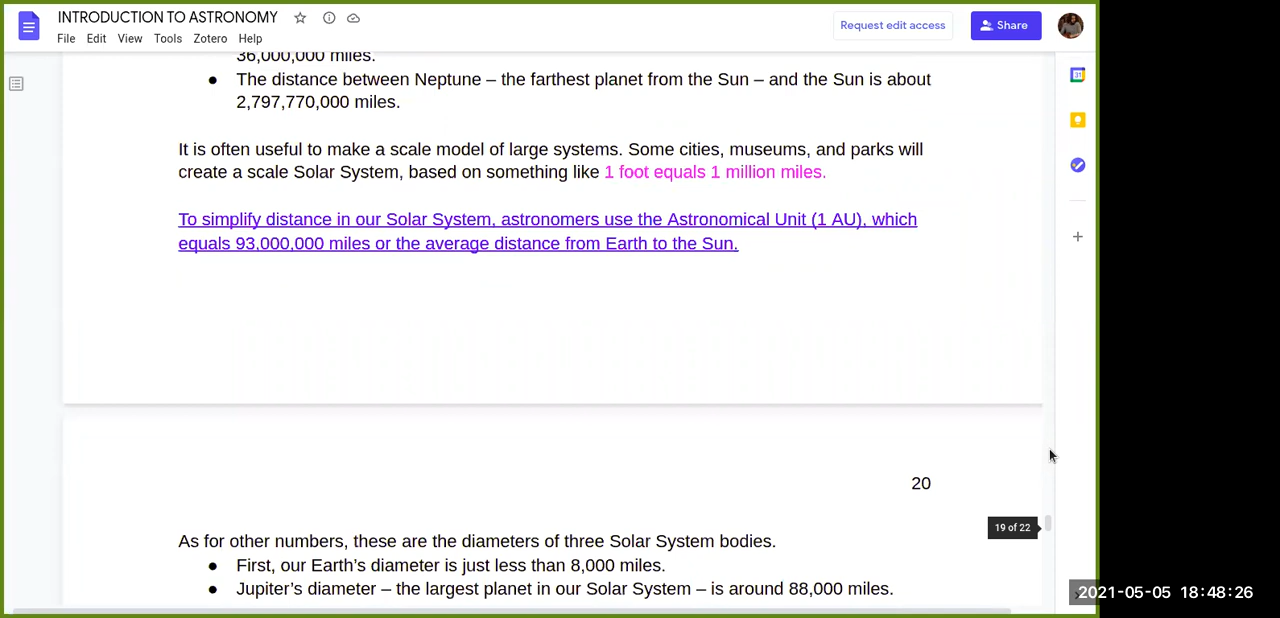 INTRODUCTION TO ASTRONOMY
File Edit View Tools Zotero Help
Request edit access
Share
31
36,000,000 miles.
● The distance between Neptune – the farthest planet from the Sun – and the Sun is about
2,797,770,000 miles.
It is often useful to make a scale model of large systems. Some cities, museums, and parks will
create a scale Solar System, based on something like 1 foot equals 1 million miles.
To simplify distance in our Solar System, astronomers use the Astronomical Unit (1 AU), which
equals 93,000,000 miles or the average distance from Earth to the Sun.
20
19 of 22
As for other numbers, these are the diameters of three Solar System bodies.
● First, our Earth’s diameter is just less than 8,000 miles.
● Jupiter’s diameter – the largest planet in our Solar System – is around 88,000 miles.
2021-05-05 18:48:26